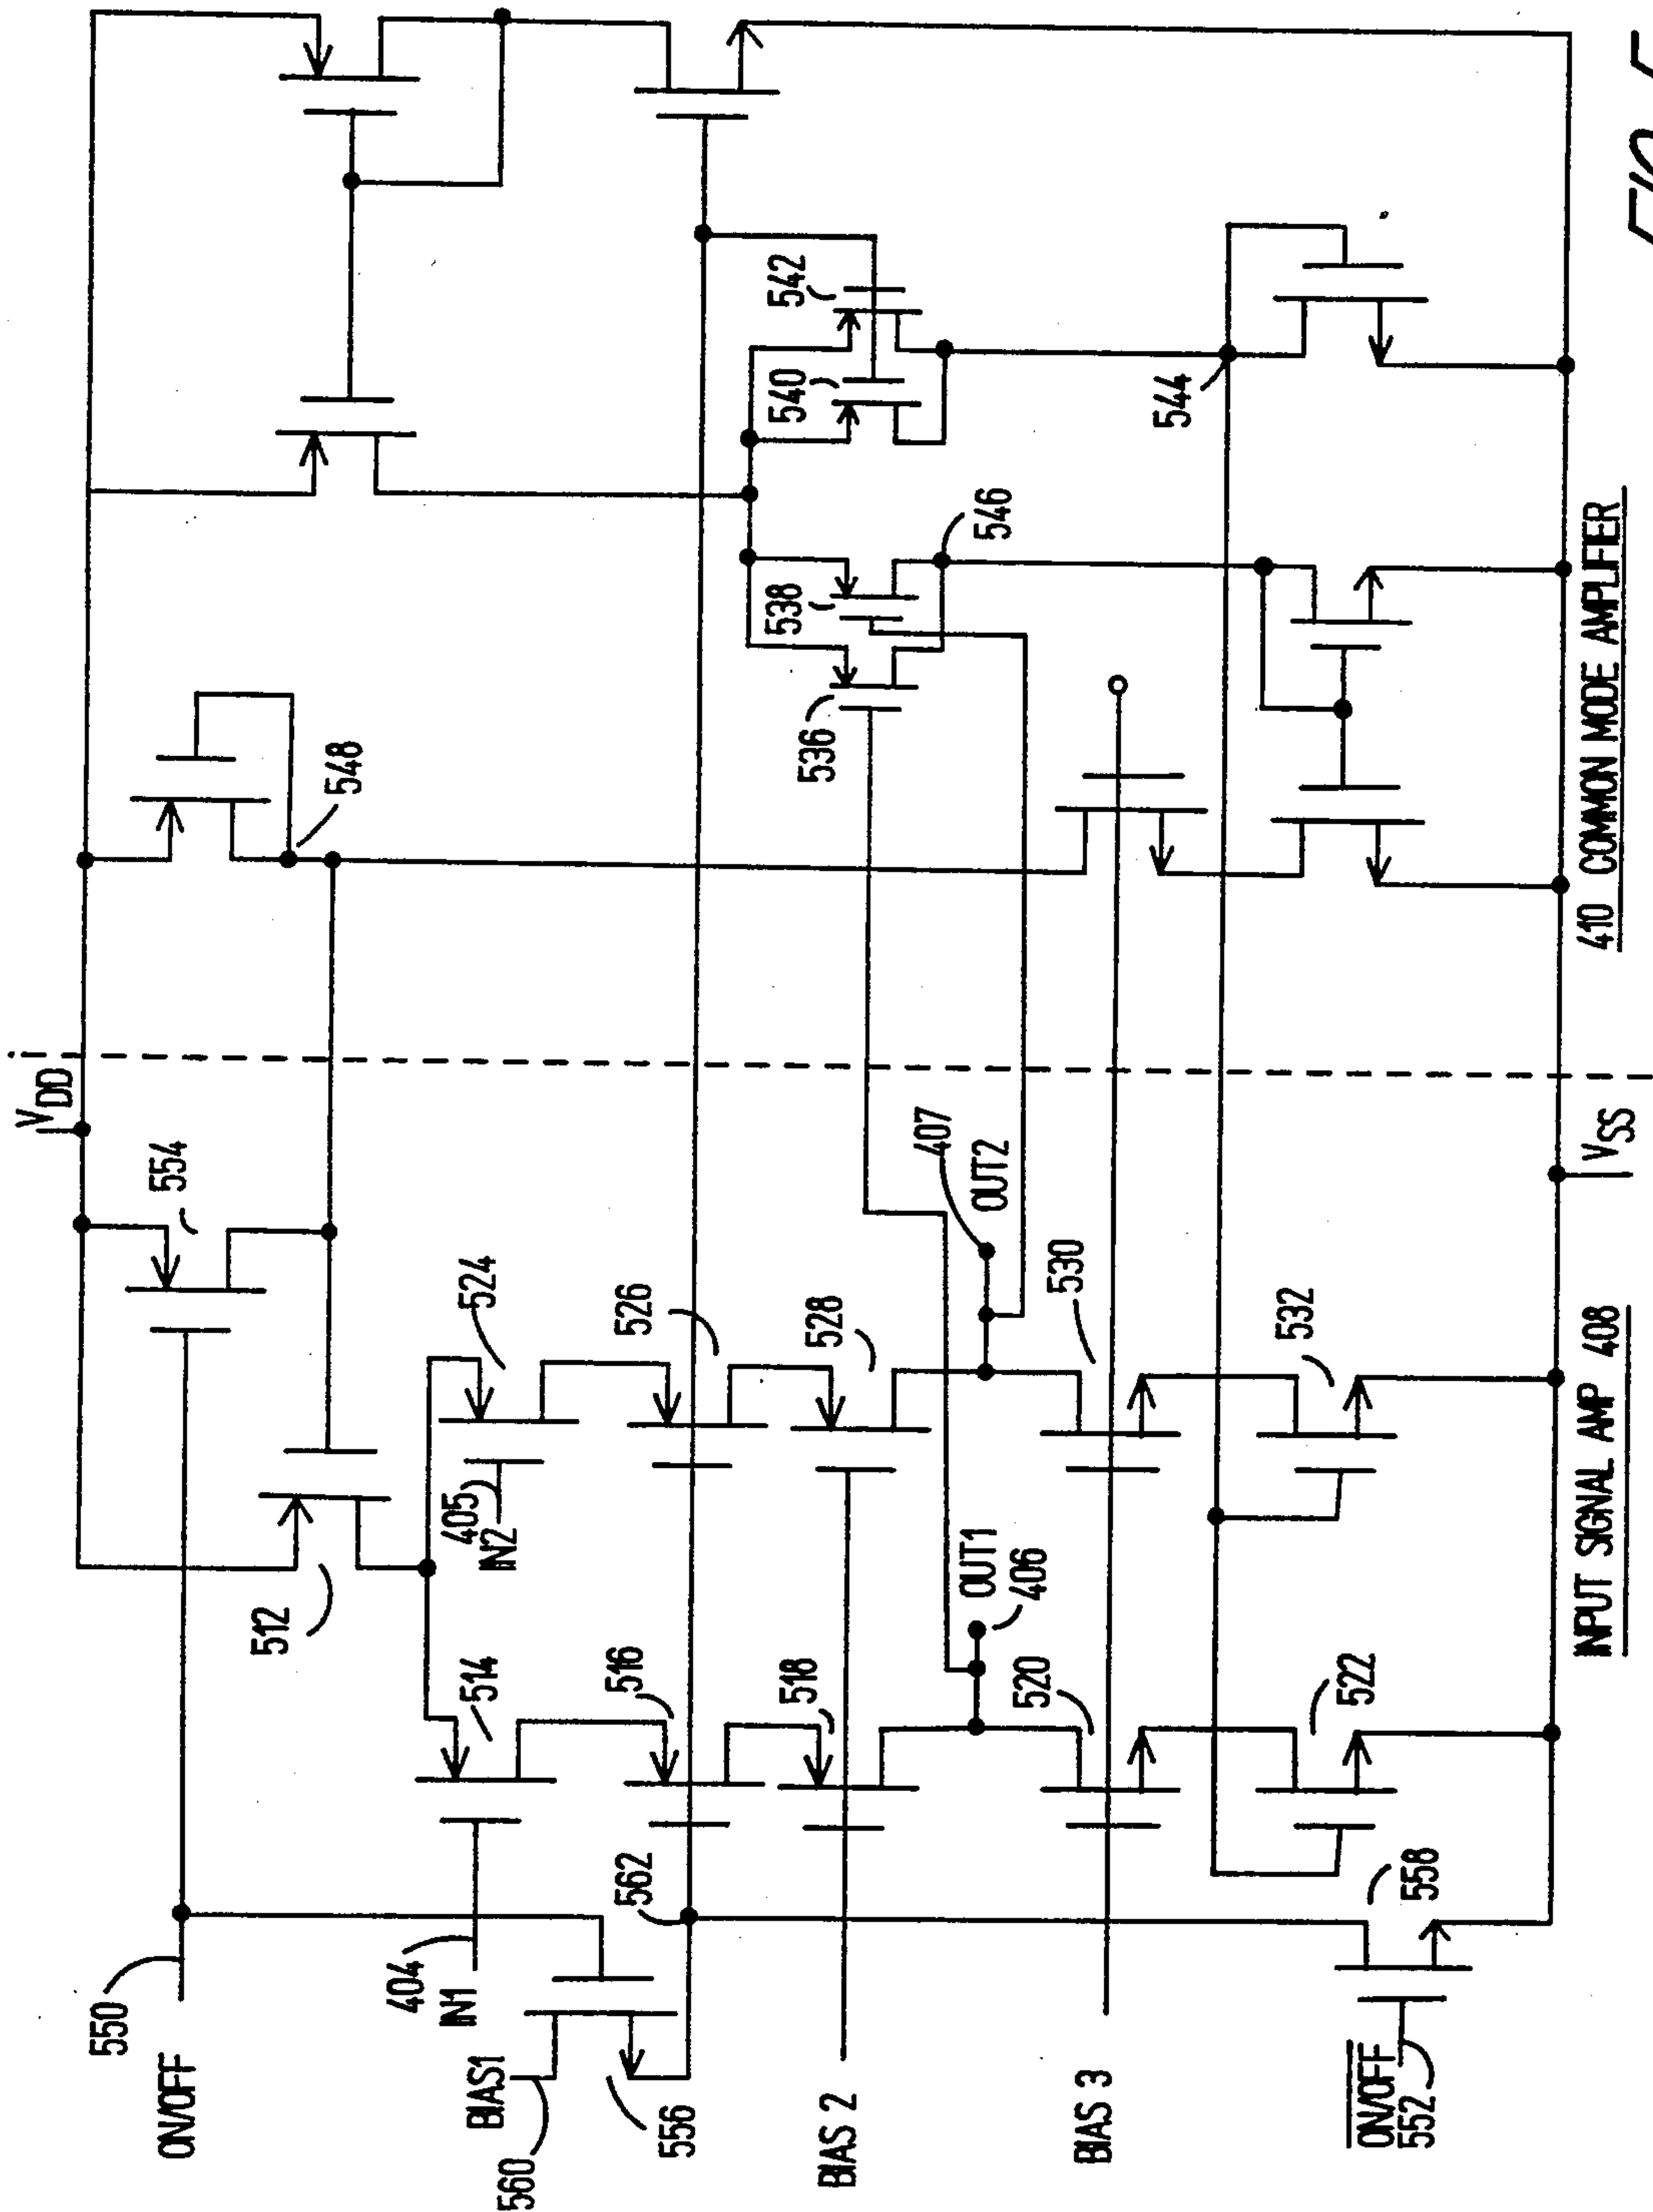 ON/OFF
550
V_DD
554
548
512
IN1
404
514
IN2
405
524
BIAS1
560
556
562
516
526
536
538
540
542
BIAS 2
518
528
OUT1
406
OUT2
407
546
BIAS 3
520
530
544
ON/OFF
552
558
522
532
V_SS
INPUT SIGNAL AMP 408
410 COMMON MODE AMPLIFIER